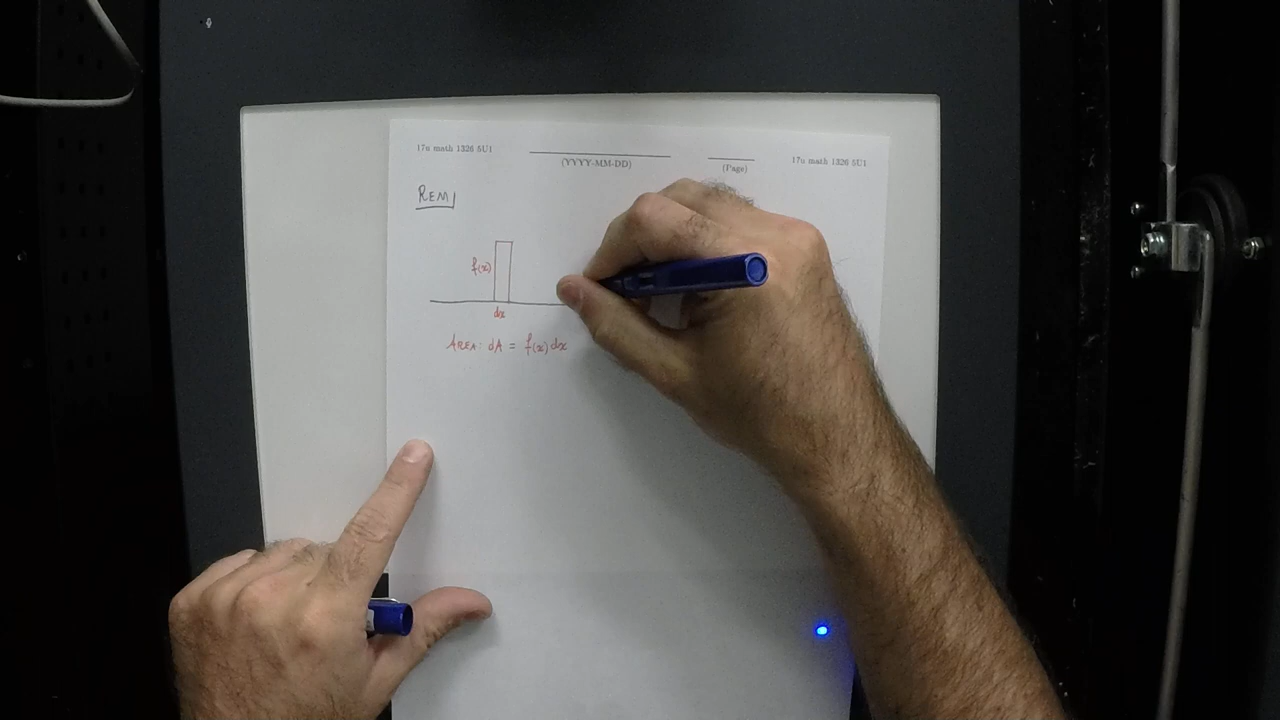 17u math 1326 5U1
(YYYY-MM-DD)
(Page)
17u math 1326 5U1
REM
f(x)
dx
AREA: dA = f(x) dx